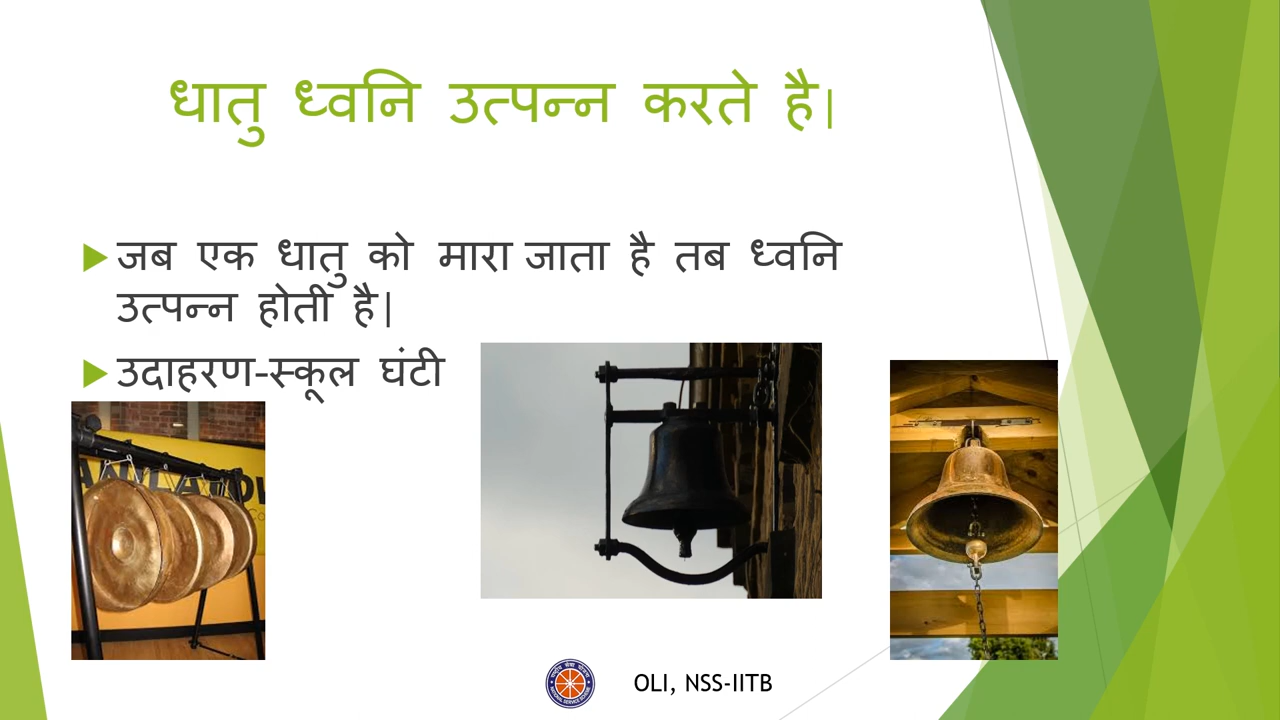 धातु ध्वनि उत्पन्न करते है।
जब एक धातु को मारा जाता है तब ध्वनि
उत्पन्न होती है|
उदाहरण-स्कूल घंटी
OLI, NSS-IITB